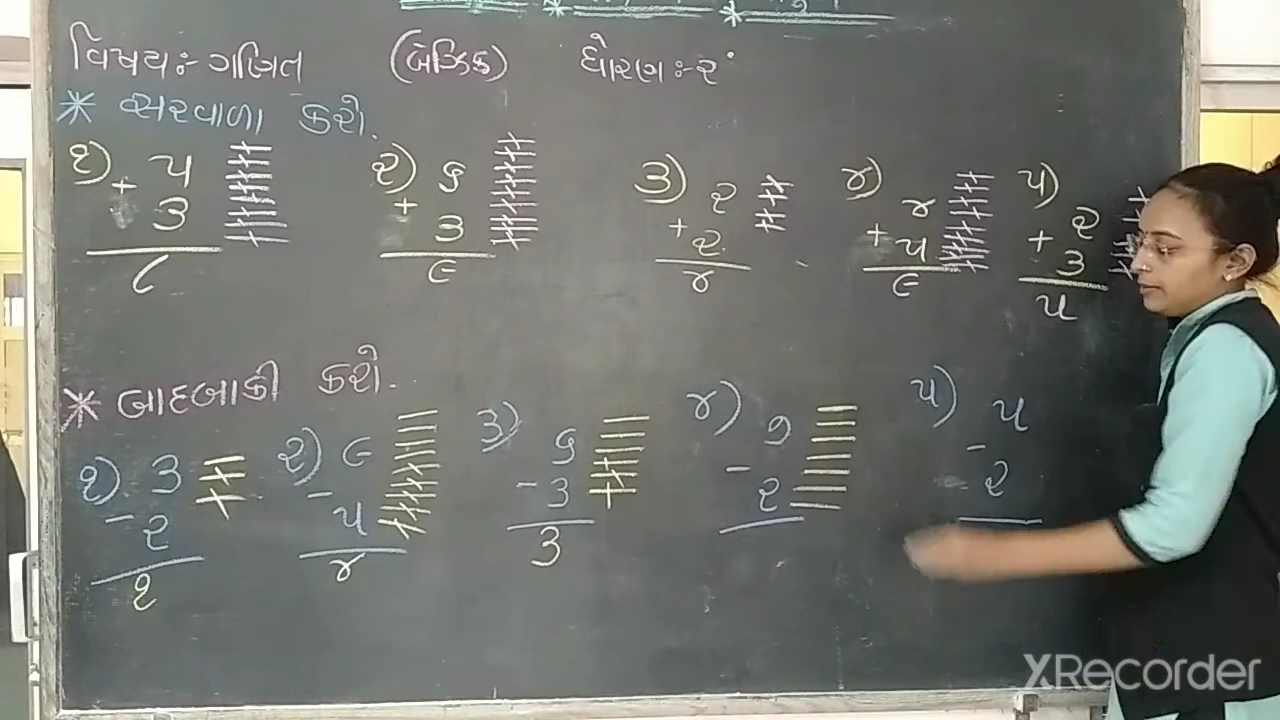 વિષય:- ગણિત (બેઝિક) ધોરણ:- ૨
* સરવાળા કરો.
૧) ૫ ૨) ૬ ૩) ૨ ૪) ૪ ૫) ૨
+ ૩ + ૩ + ૨ + ૫ + ૩
૮ ૯ ૪ ૯ ૫
* બાદબાકી કરો.
૧) ૩ ૨) ૯ ૩) ૬ ૪) ૭ ૫) ૫
- ૨ - ૫ - ૩ - ૨ - ૨
૧ ૪ ૩
XRecorder